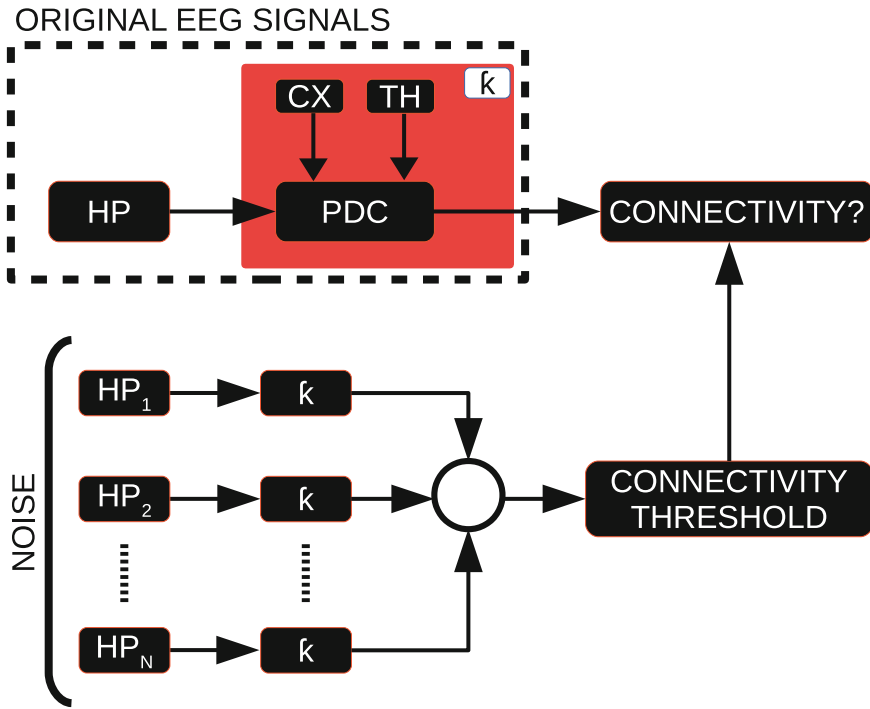 ORIGINAL EEG SIGNALS
CX
TH
ƙ
HP
PDC
CONNECTIVITY?
NOISE
HP1
ƙ
HP2
ƙ
HPN
ƙ
CONNECTIVITY
THRESHOLD